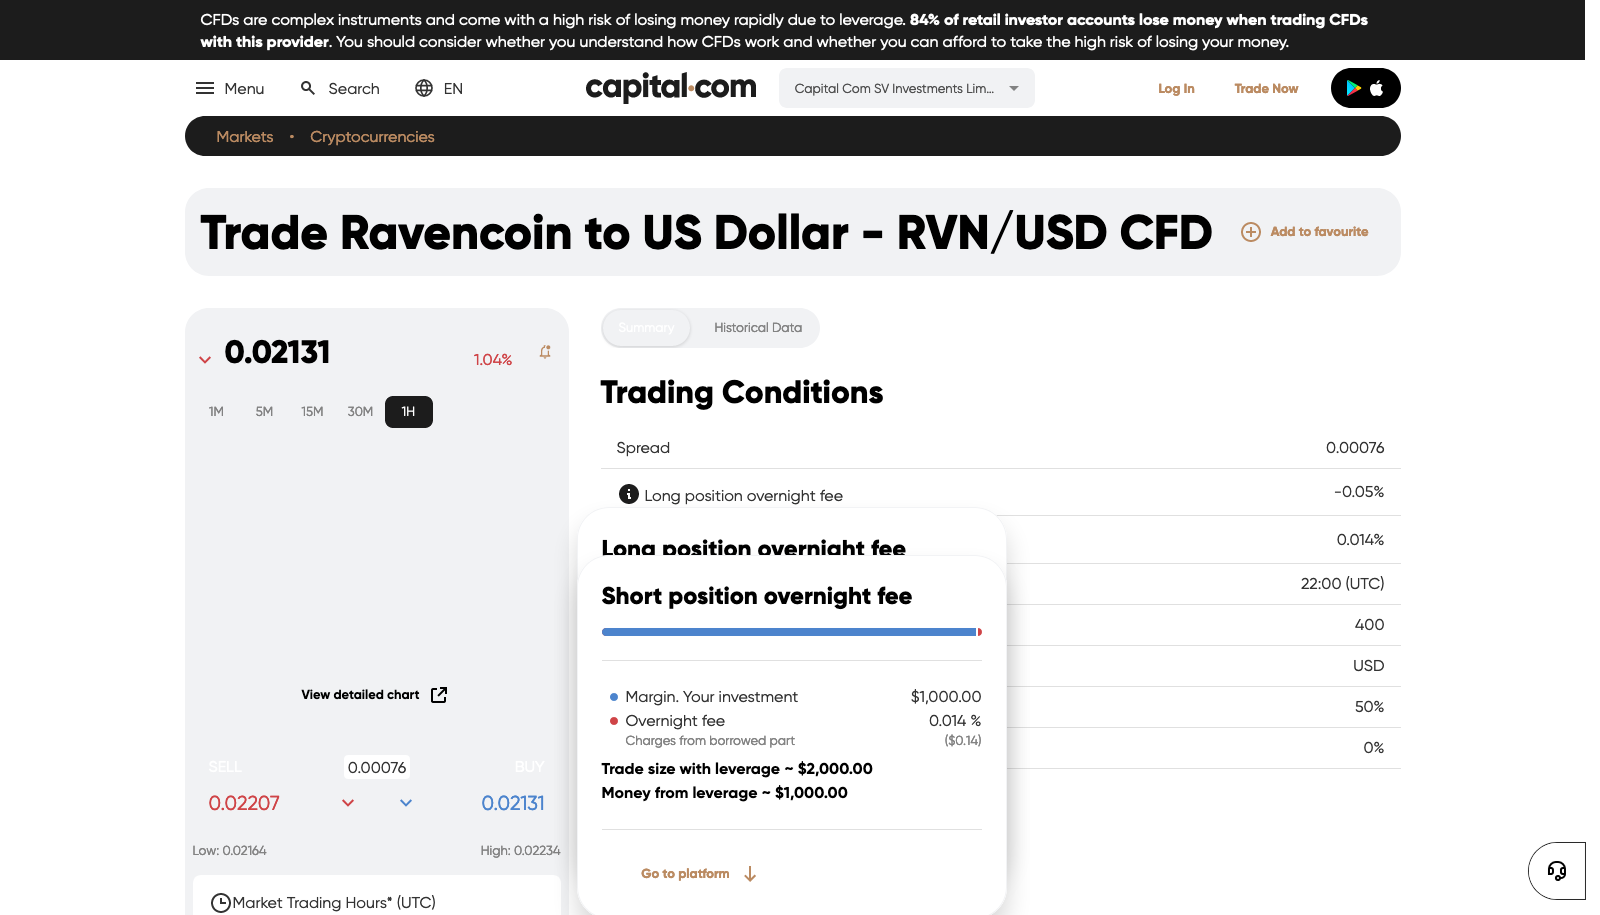 CFDs are complex instruments and come with a high risk of losing money rapidly due to leverage. 84% of retail investor accounts lose money when trading CFDs
with this provider. You should consider whether you understand how CFDs work and whether you can afford to take the high risk of losing your money.
Menu
Search
EN
capital.com
Capital Com SV Investments Lim...
Log In
Trade Now
Markets • Cryptocurrencies
Trade Ravencoin to US Dollar - RVN/USD CFD
Add to favourite
0.02131
1.04%
1M 5M 15M 30M 1H
View detailed chart
SELL
0.00076
BUY
0.02207
0.02131
Low: 0.02164
High: 0.02234
Market Trading Hours* (UTC)
Summary
Historical Data
Trading Conditions
Spread 0.00076
Long position overnight fee -0.05%
0.014%
22:00 (UTC)
400
USD
50%
0%
Long position overnight fee
Short position overnight fee
Margin. Your investment $1,000.00
Overnight fee 0.014 %
Charges from borrowed part ($0.14)
Trade size with leverage ~ $2,000.00
Money from leverage ~ $1,000.00
Go to platform